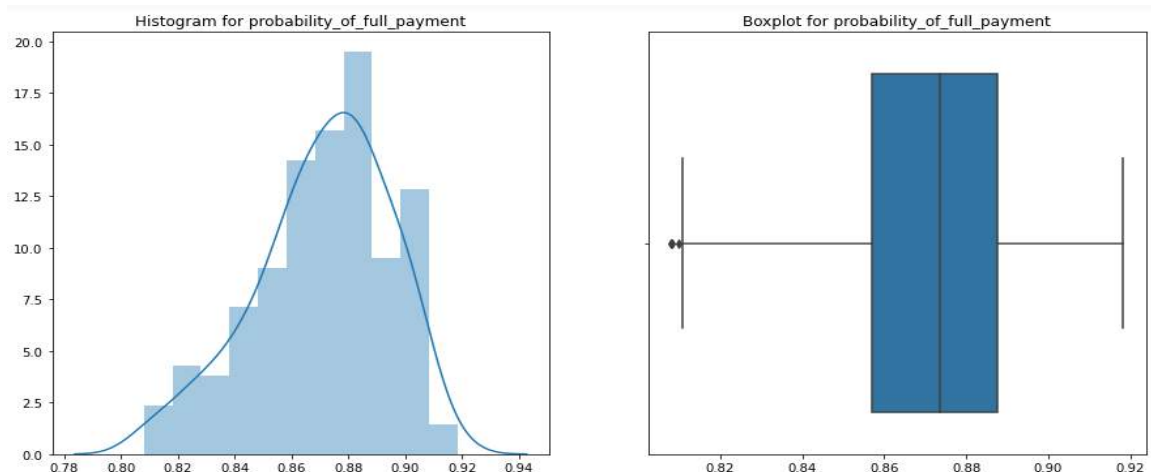 Histogram for probability_of_full_payment
20.0
17.5
15.0
12.5
10.0
7.5
5.0
2.5
0.0
0.78 0.80 0.82 0.84 0.86 0.88 0.90 0.92 0.94
Boxplot for probability_of_full_payment
0.82 0.84 0.86 0.88 0.90 0.92